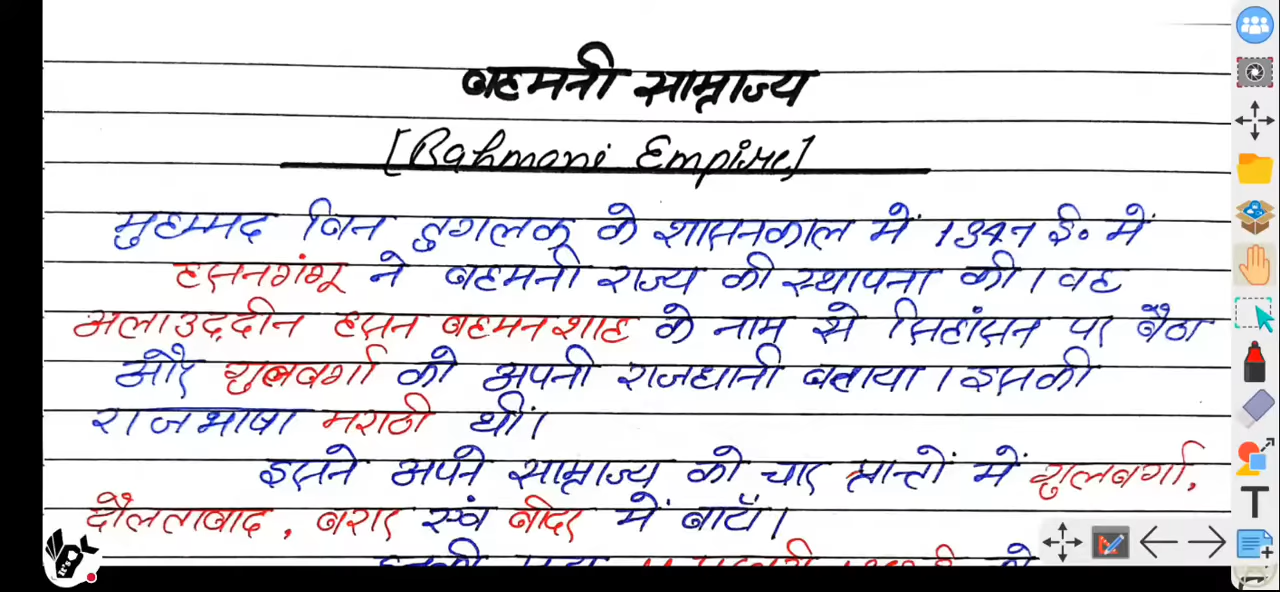 बहमनी साम्राज्य
[Bahmani Empire]
मुहम्मद बिन तुगलक के शासनकाल में 1347 ई० में
हसनगंगू ने बहमनी राज्य की स्थापना की। वह
अलाउद्दीन हसन बहमनशाह के नाम से सिहांसन पर बैठा
और गुलबर्गा को अपनी राजधानी बनाया। इसकी
राजभाषा मराठी थीं।
इसने अपने साम्राज्य को चार प्रान्तों में गुलबर्गा,
दौलताबाद, बरार एवं बीदर में बाटाँ।